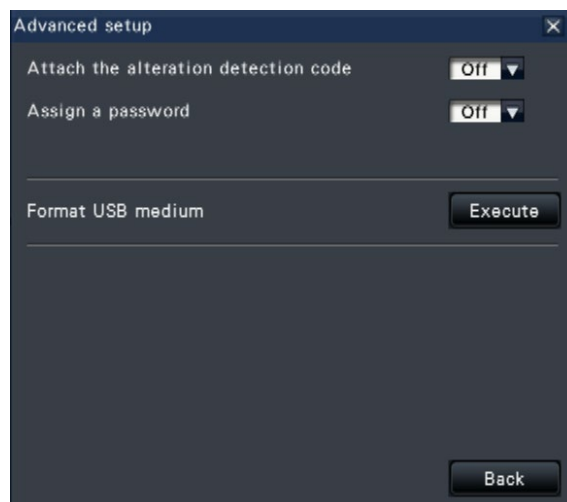 Advanced setup
Attach the alteration detection code Off
Assign a password Off
Format USB medium Execute
Back